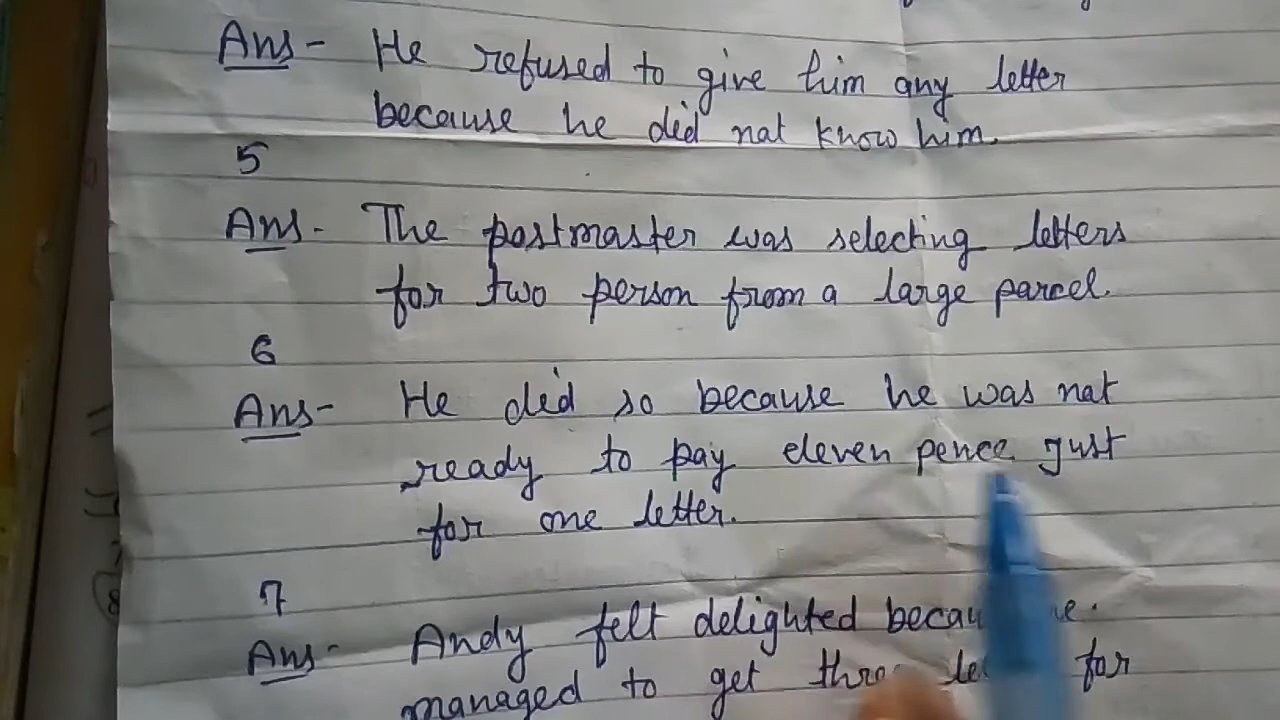 Ans- He refused to give him any letter
because he did nat know him.
5
Ans- The postmaster was selecting letters
for two person from a large parcel.
6
Ans- He did so because he was nat
ready to pay eleven pence just
for one letter.
7
Ans- Andy felt delighted
managed to get for